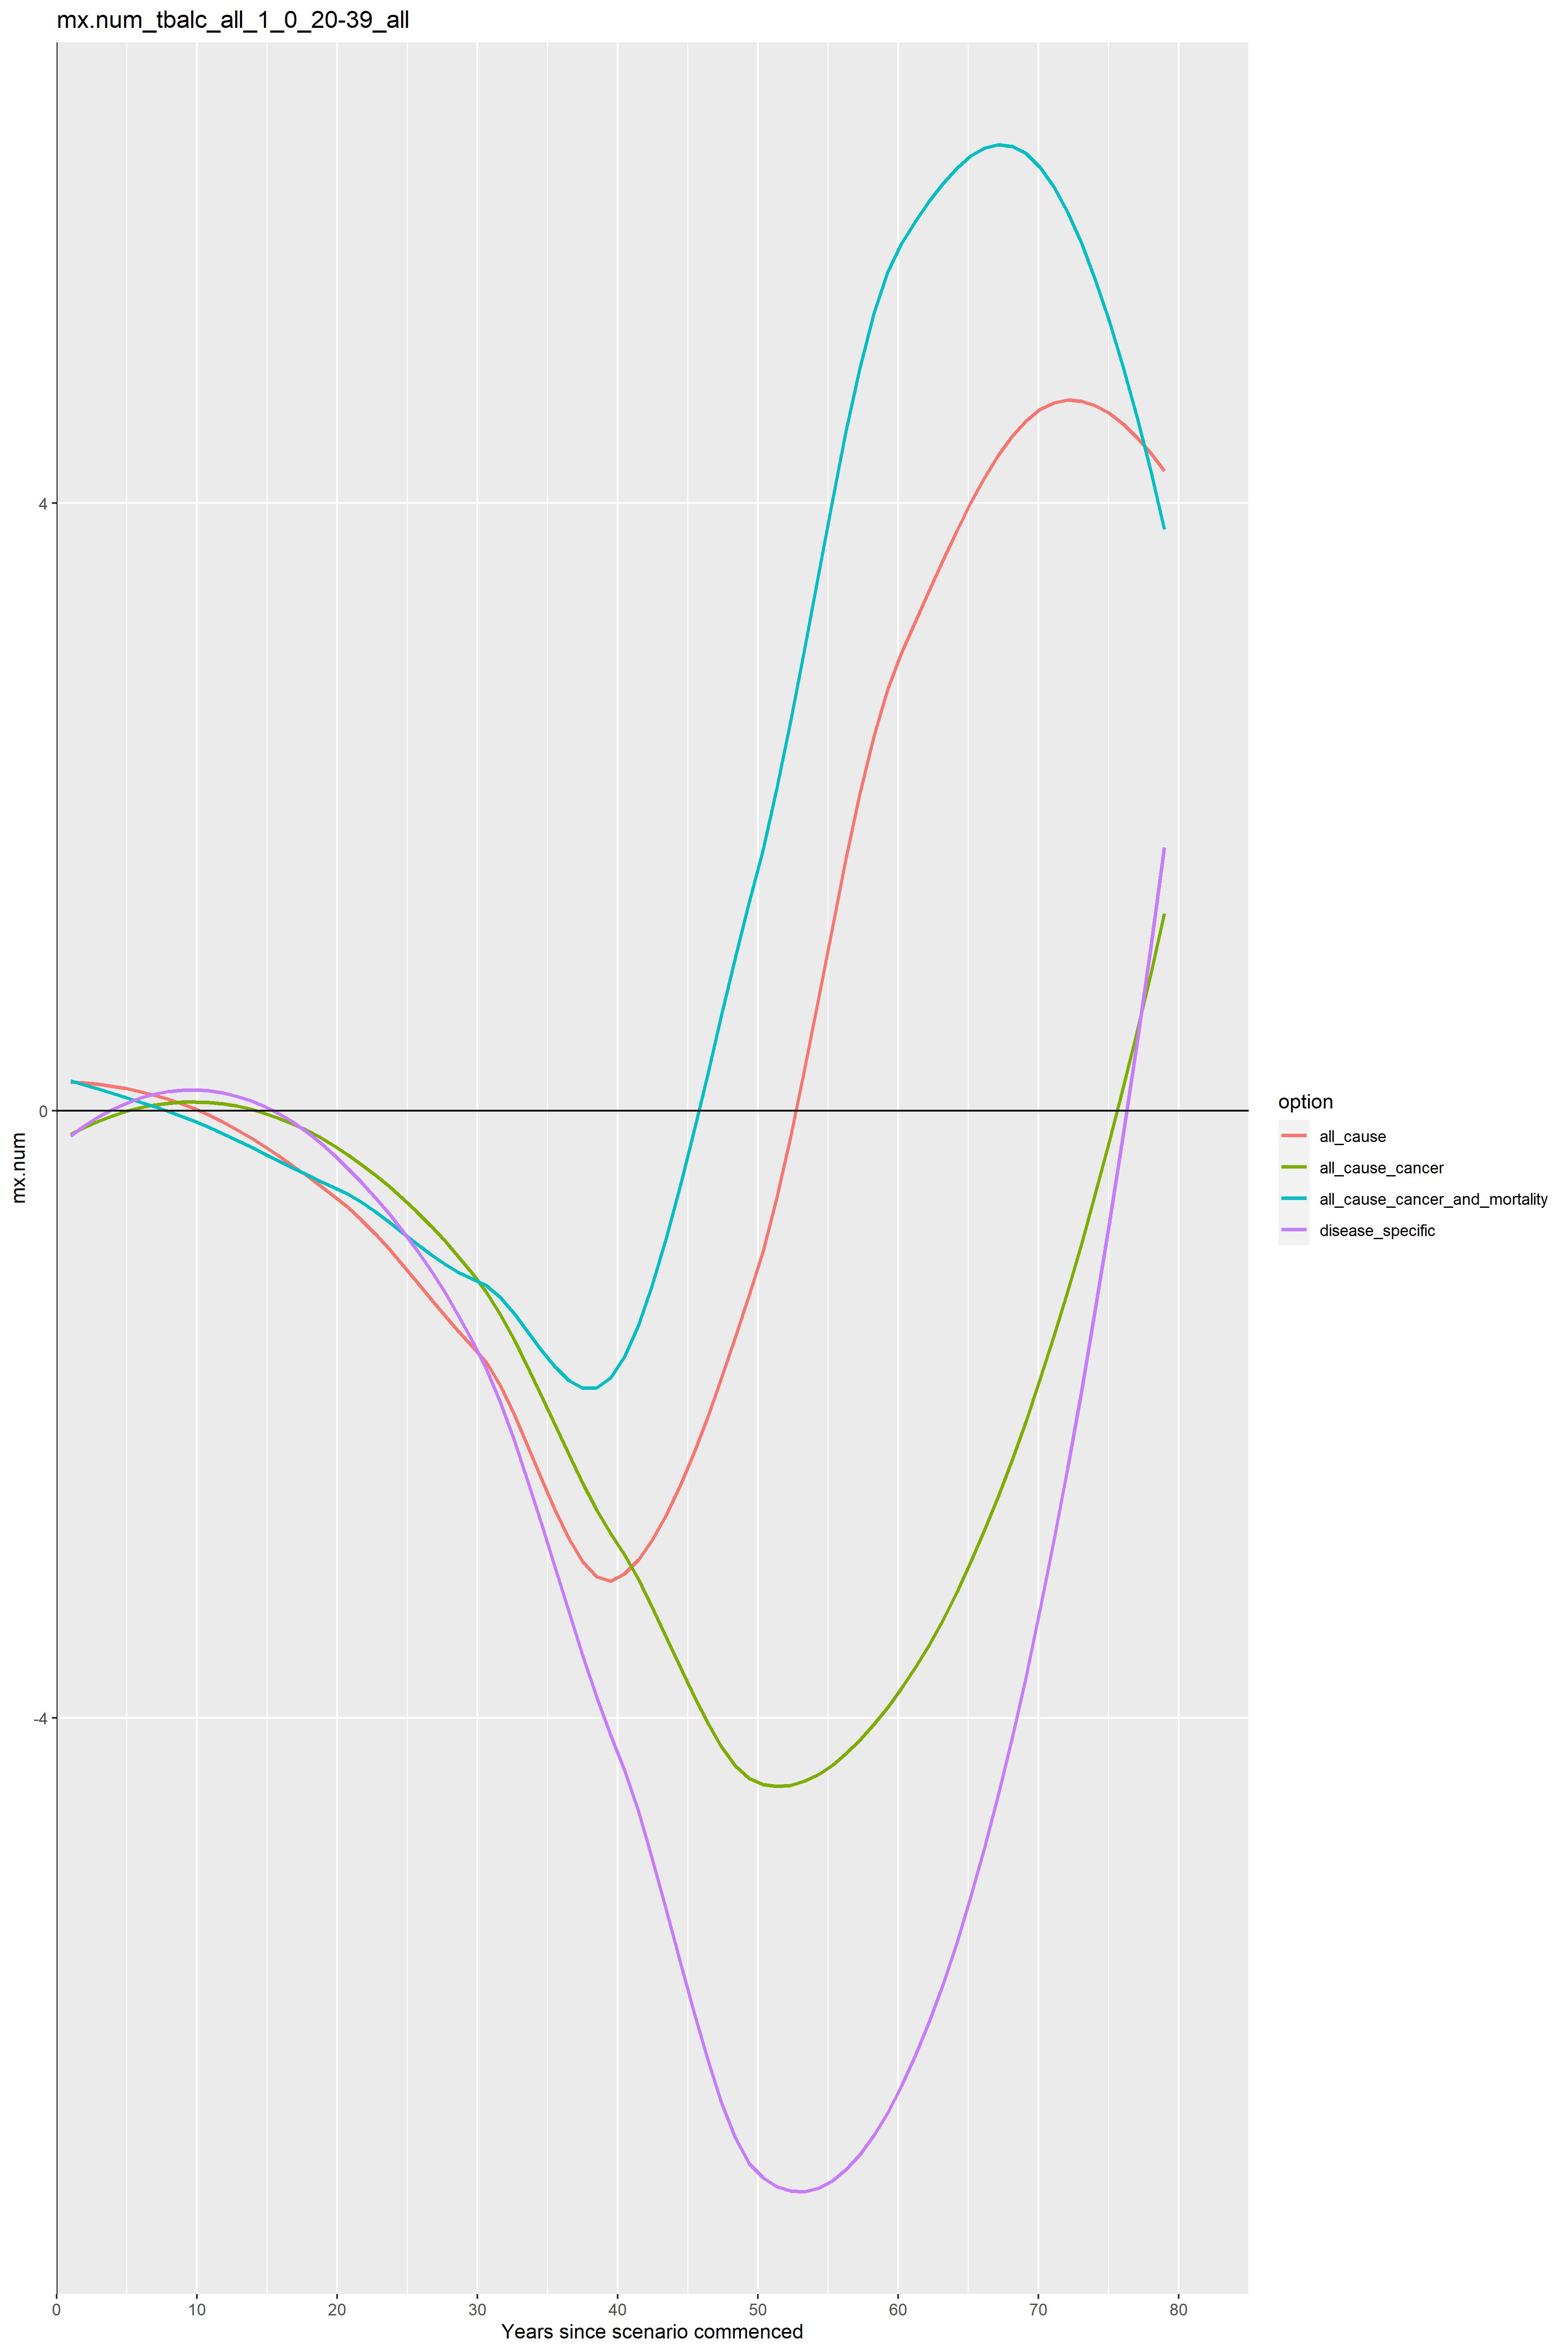 mx.num_tbalc_all_1_0_20-39_all
mx.num
4
0
-4
0 10 20 30 40 50 60 70 80
Years since scenario commenced
option
all_cause
all_cause_cancer
all_cause_cancer_and_mortality
disease_specific